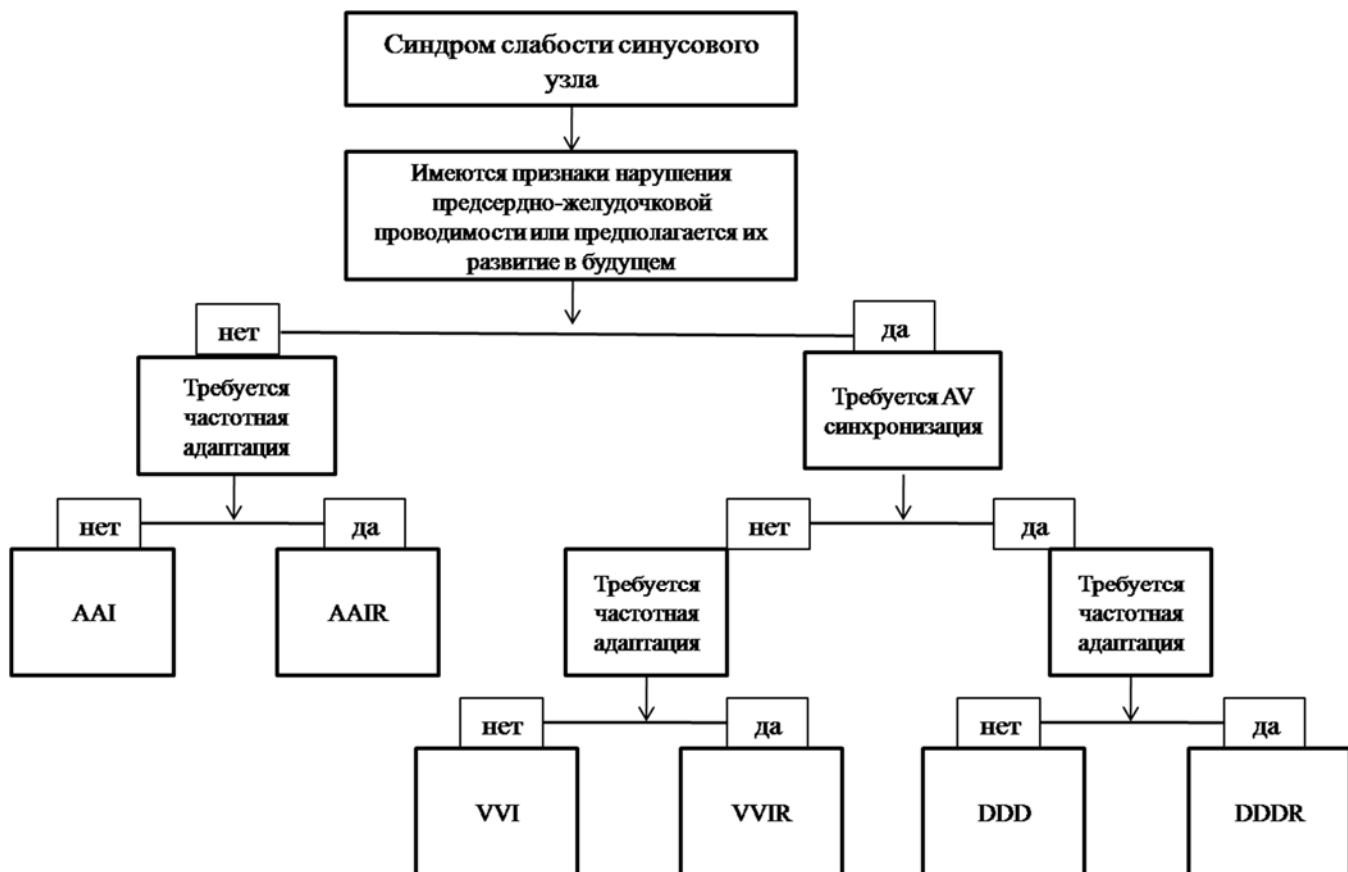 Синдром слабости синусового
узла
Имеются признаки нарушения
предсердно-желудочковой
проводимости или предполагается их
развитие в будущем
нет
да
Требуется
частотная
адаптация
Требуется AV
синхронизация
нет
да
нет
да
AAI
AAIR
Требуется
частотная
адаптация
Требуется
частотная
адаптация
нет
да
нет
да
VVI
VVIR
DDD
DDDR